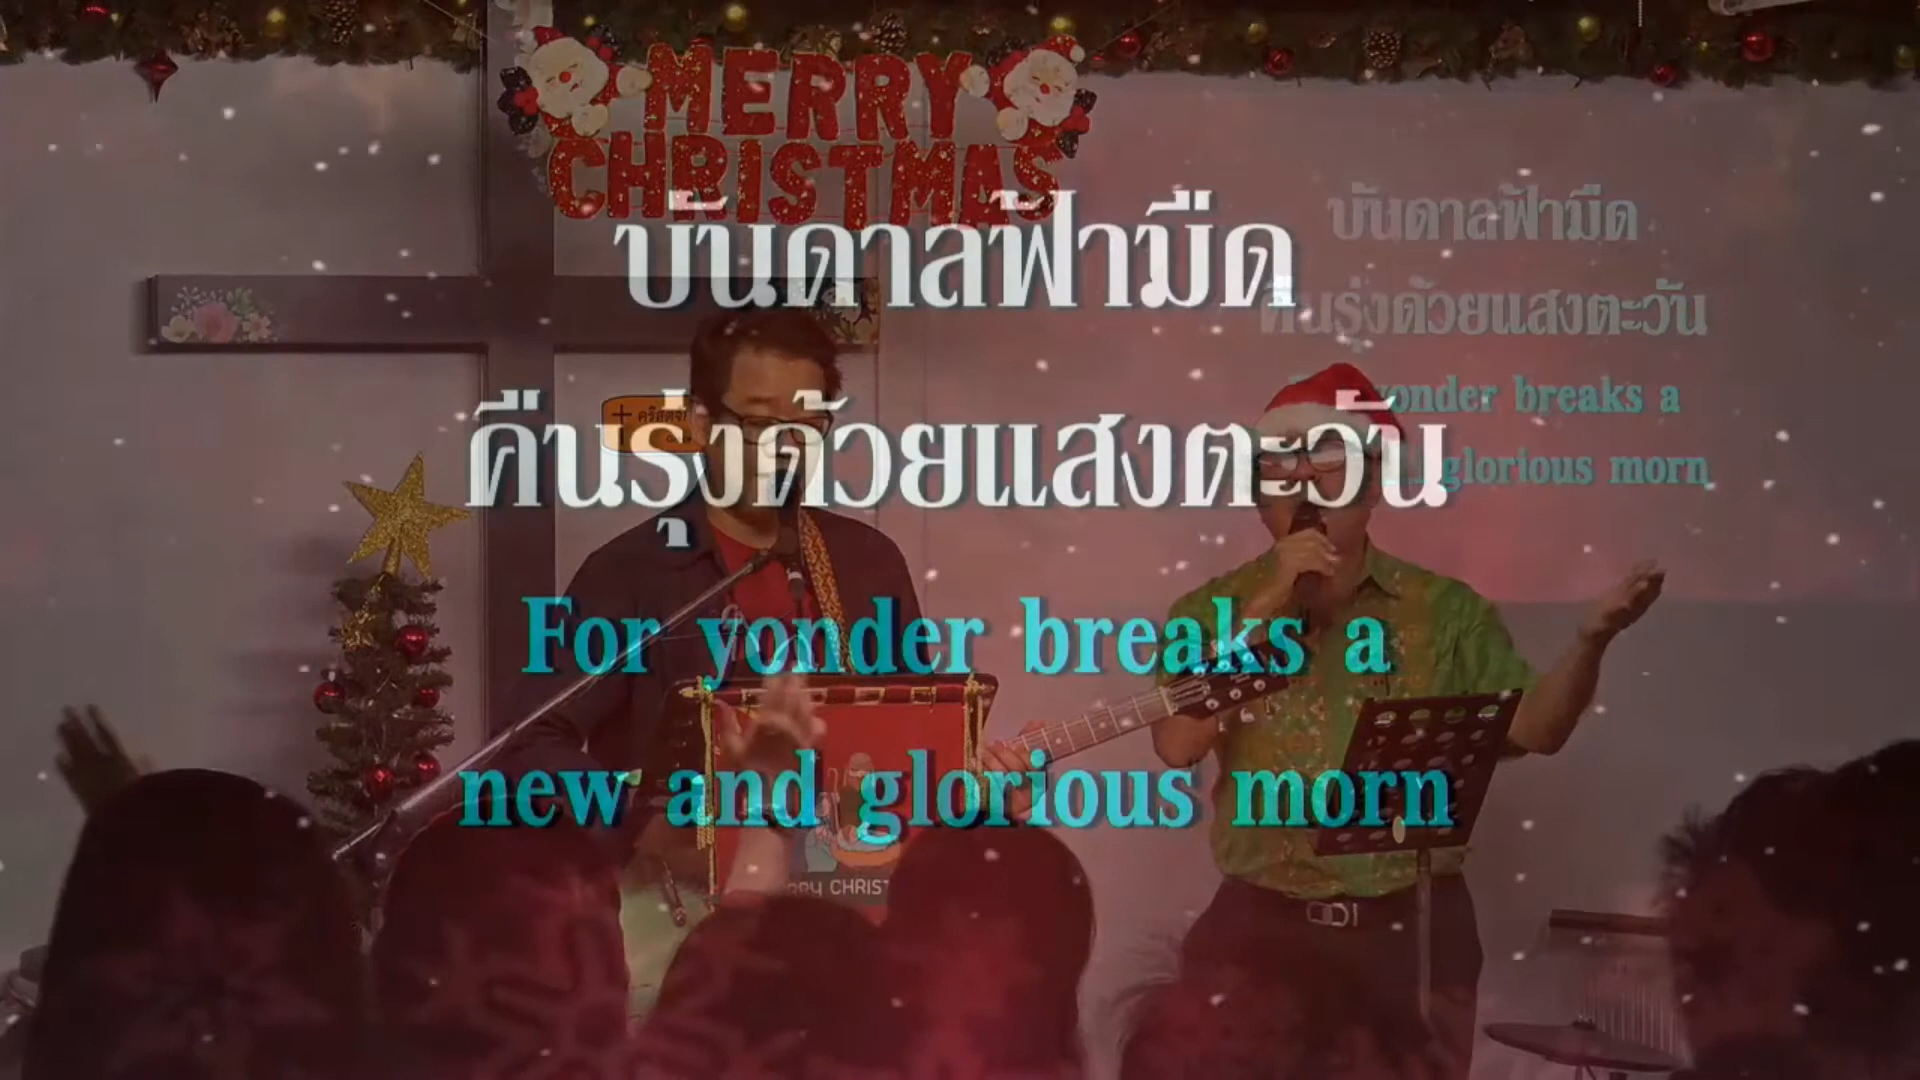 MERRY
CHRISTMAS
บันดาลฟ้ามืด
คืนรุ่งด้วยแสงตะวัน
For yonder breaks a
new and glorious morn
บันดาลฟ้ามืด
คืนรุ่งด้วยแสงตะวัน
yonder breaks a
glorious morn
CHRIST